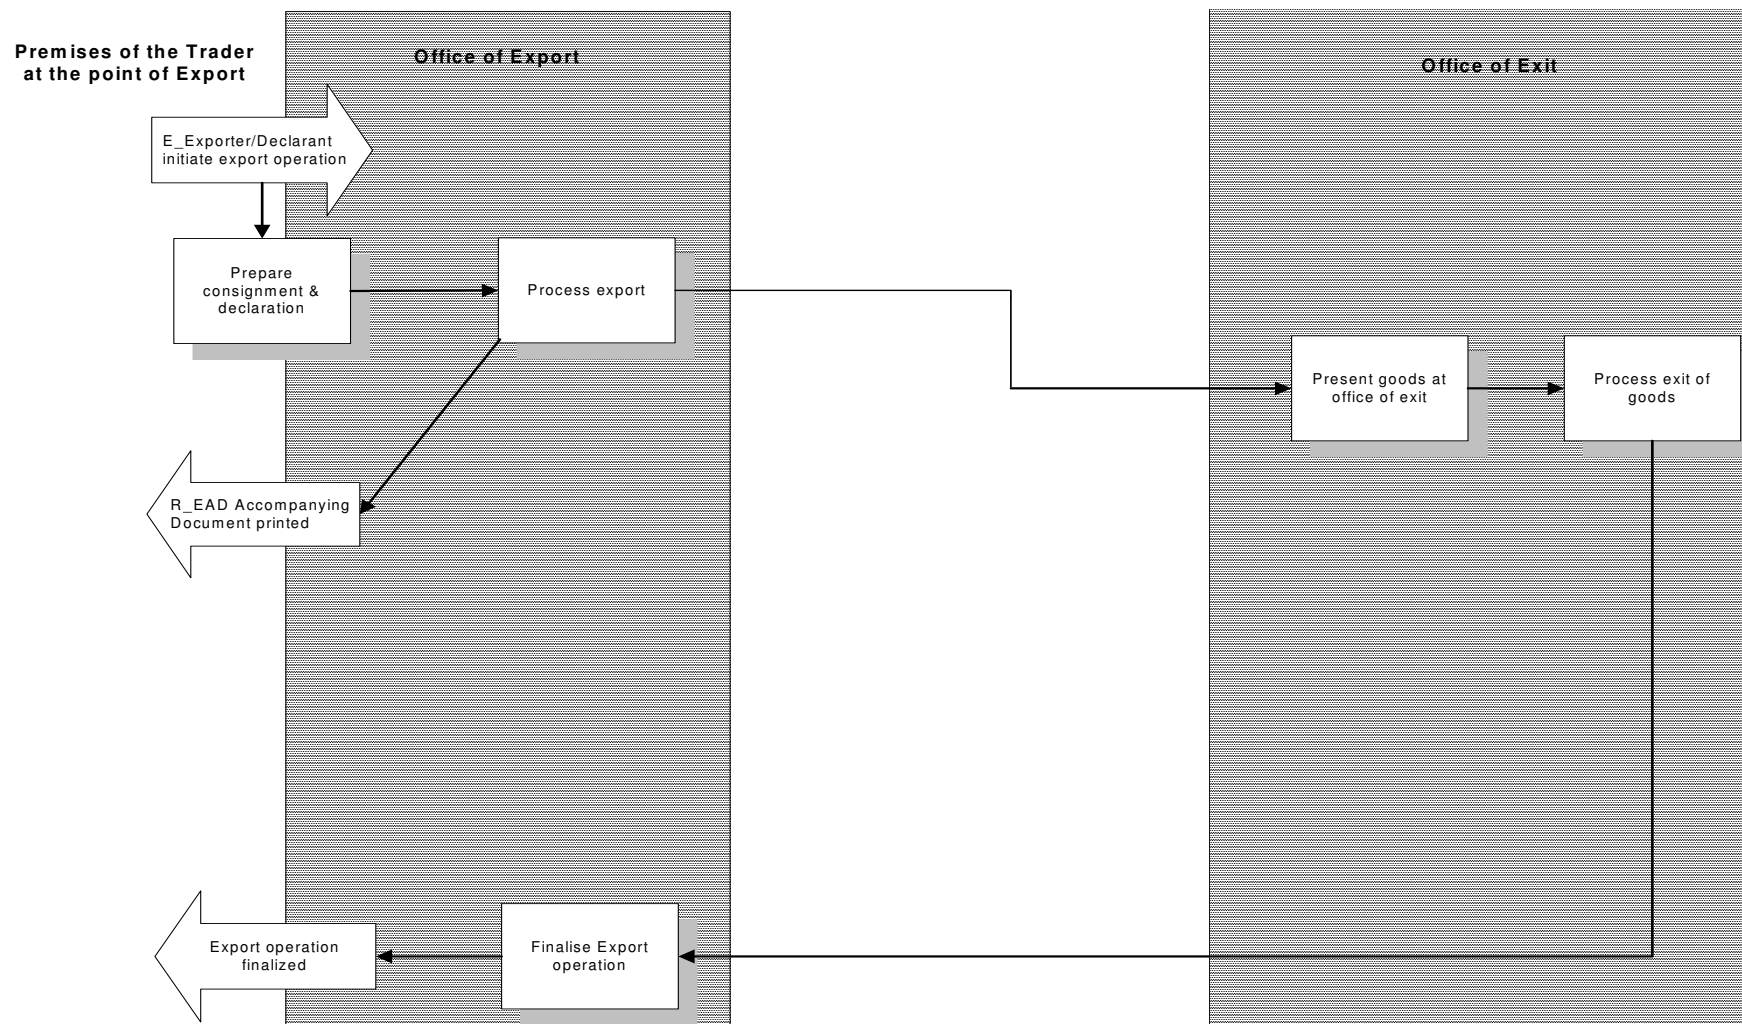 Premises of the Trader
at the point of Export
Office of Export
Office of Exit
E_Exporter/Declarant
initiate export operation
Prepare
consignment &
declaration
Process export
Present goods at
office of exit
Process exit of
goods
R_EAD Accompanying
Document printed
Export operation
finalized
Finalise Export
operation